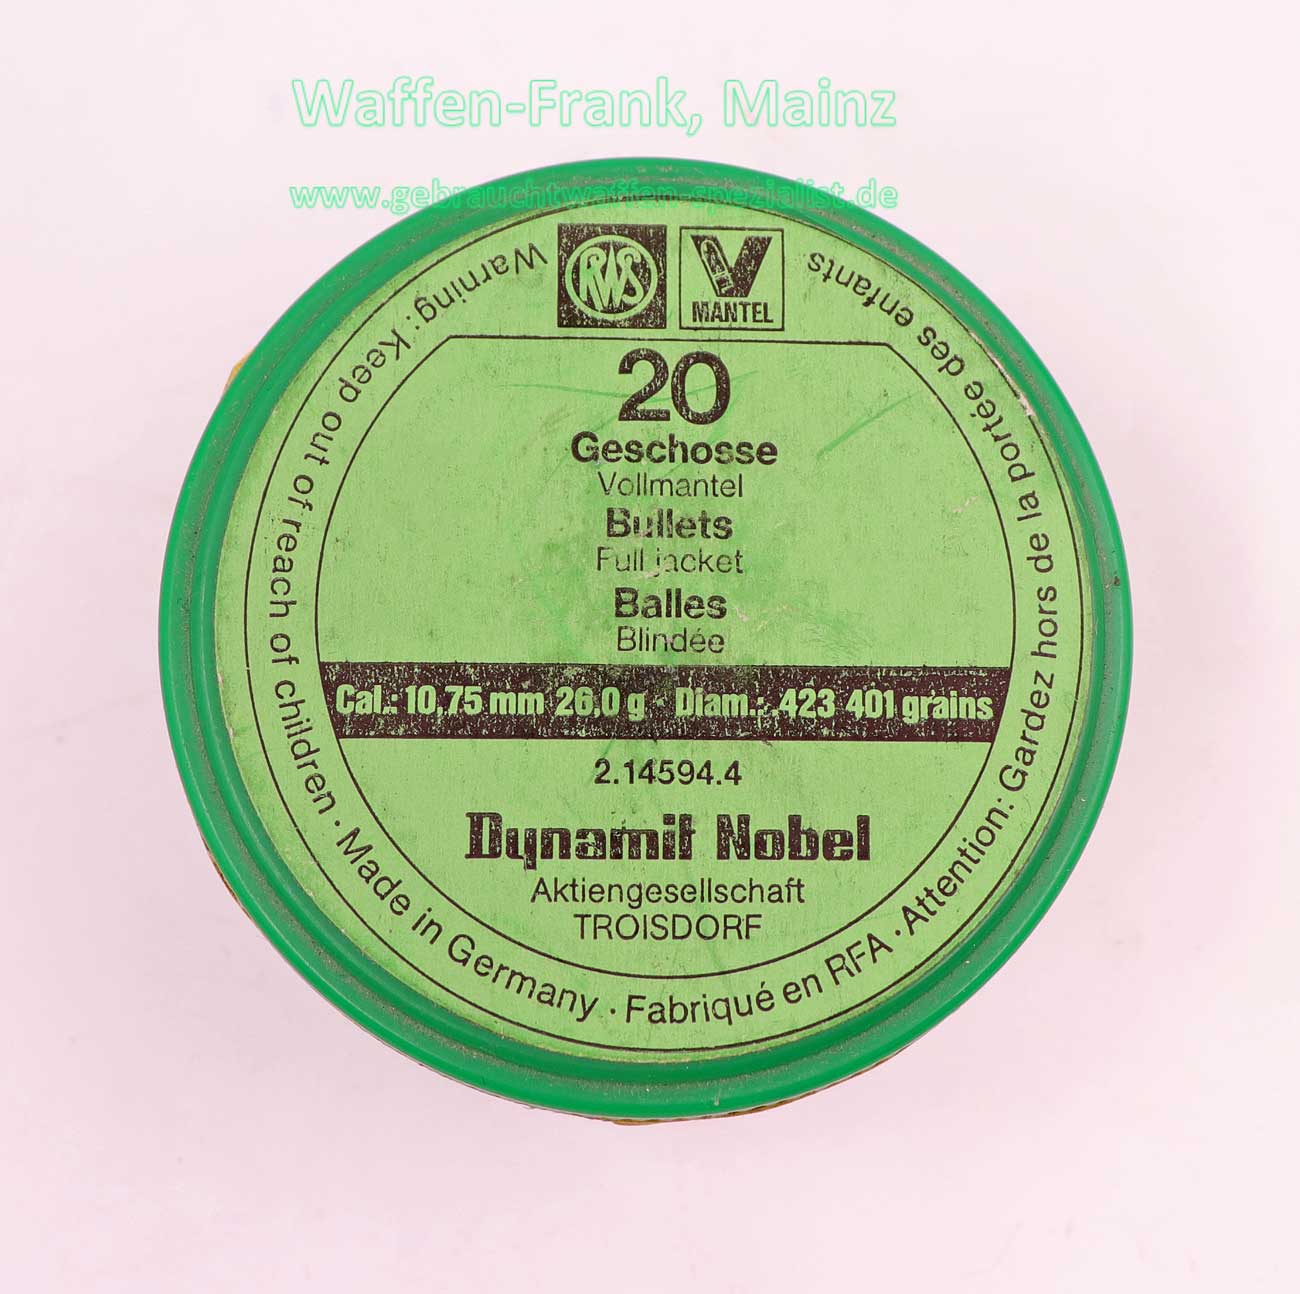 Waffen-Frank, Mainz
www.gebrauchtwaffen-spezialist.de
RWS
V
MANTEL
20
Geschosse
Vollmantel
Bullets
Full jacket
Balles
Blindée
Cal.: 10,75 mm 26,0 g · Diam.: .423 401 grains
2.14594.4
Dynamit Nobel
Aktiengesellschaft
TROISDORF
Warning: Keep out of reach of children · Made in Germany · Fabriqué en RFA · Attention: Gardez hors de la portée des enfants